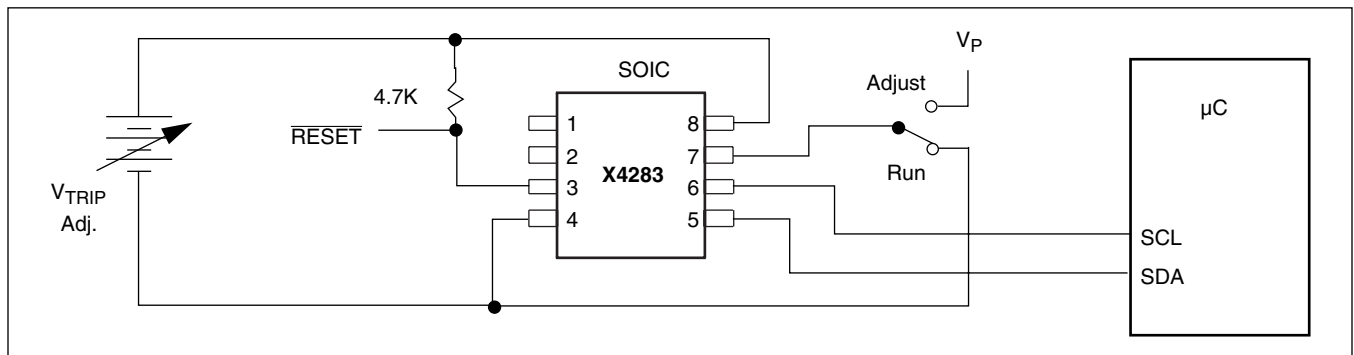 V_P
SOIC
Adjust
4.7K
µC
1
8
RESET
2
7
X4283
Run
3
6
V_TRIP
Adj.
4
5
SCL
SDA